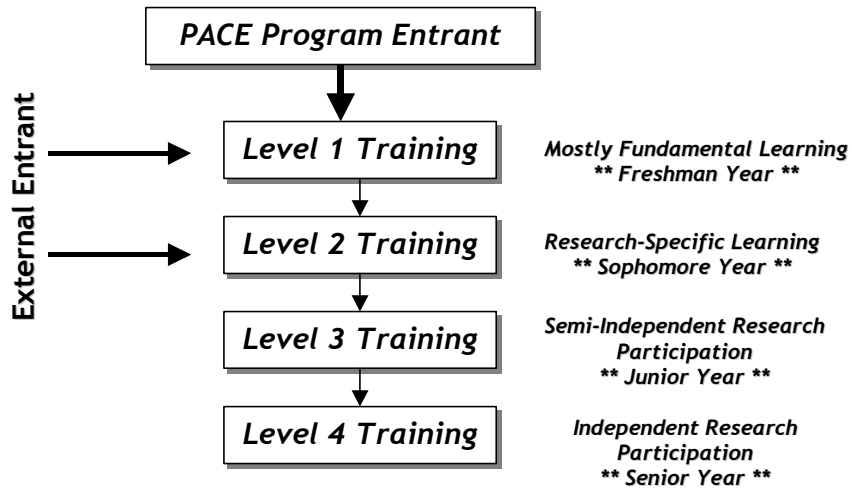 PACE Program Entrant
External Entrant
Level 1 Training
Mostly Fundamental Learning
** Freshman Year **
Level 2 Training
Research-Specific Learning
** Sophomore Year **
Level 3 Training
Semi-Independent Research
Participation
** Junior Year **
Level 4 Training
Independent Research
Participation
** Senior Year **